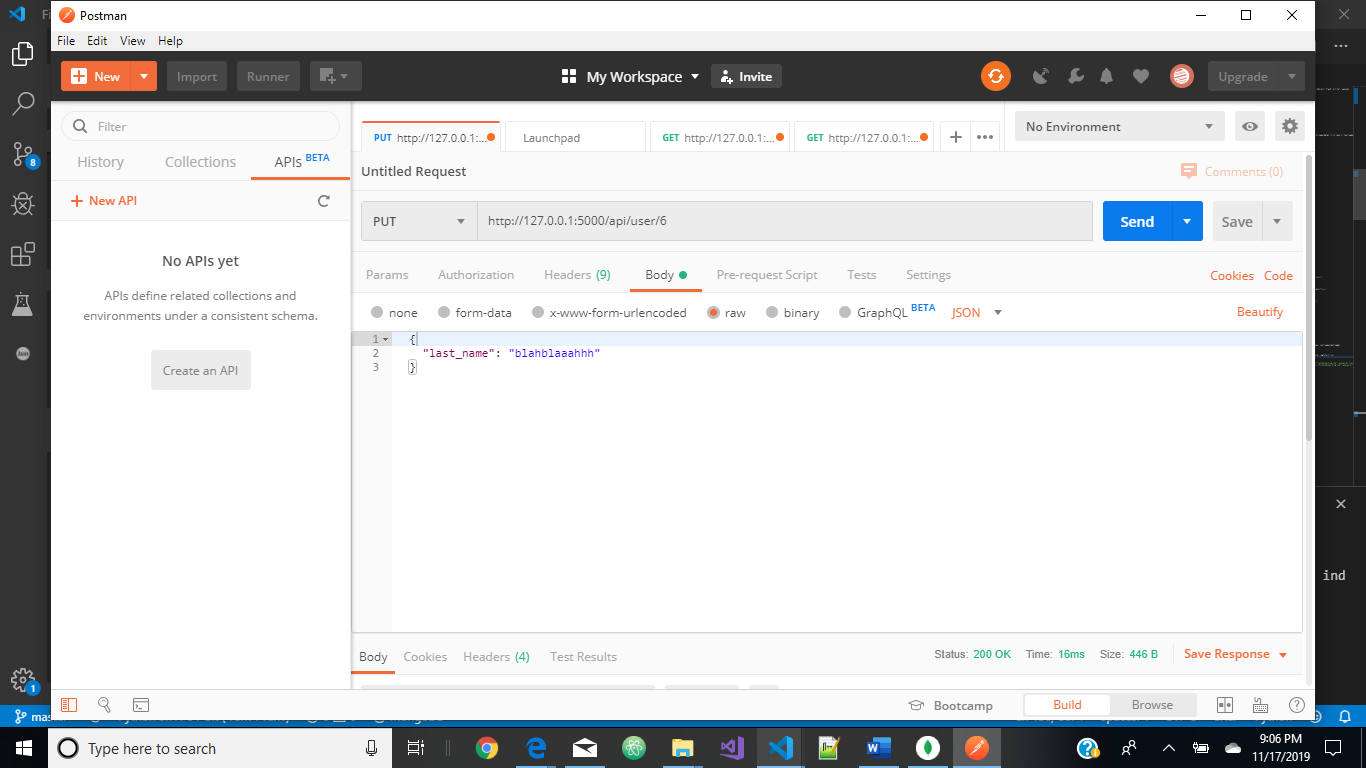 Postman
File Edit View Help
New
Import
Runner
My Workspace
Invite
Upgrade
Filter
History
Collections
APIs BETA
New API
No APIs yet
APIs define related collections and
environments under a consistent schema.
Create an API
PUT http://127.0.0.1:...
Launchpad
GET http://127.0.0.1:...
GET http://127.0.0.1:...
No Environment
Untitled Request
Comments (0)
PUT
http://127.0.0.1:5000/api/user/6
Send
Save
Params
Authorization
Headers (9)
Body
Pre-request Script
Tests
Settings
Cookies
Code
none
form-data
x-www-form-urlencoded
raw
binary
GraphQL BETA
JSON
Beautify
1 {
2 "last_name": "blahblaaahhh"
3 }
Body
Cookies
Headers (4)
Test Results
Status: 200 OK
Time: 16ms
Size: 446 B
Save Response
Bootcamp
Build
Browse
8
1
ind
Type here to search
9:06 PM
11/17/2019